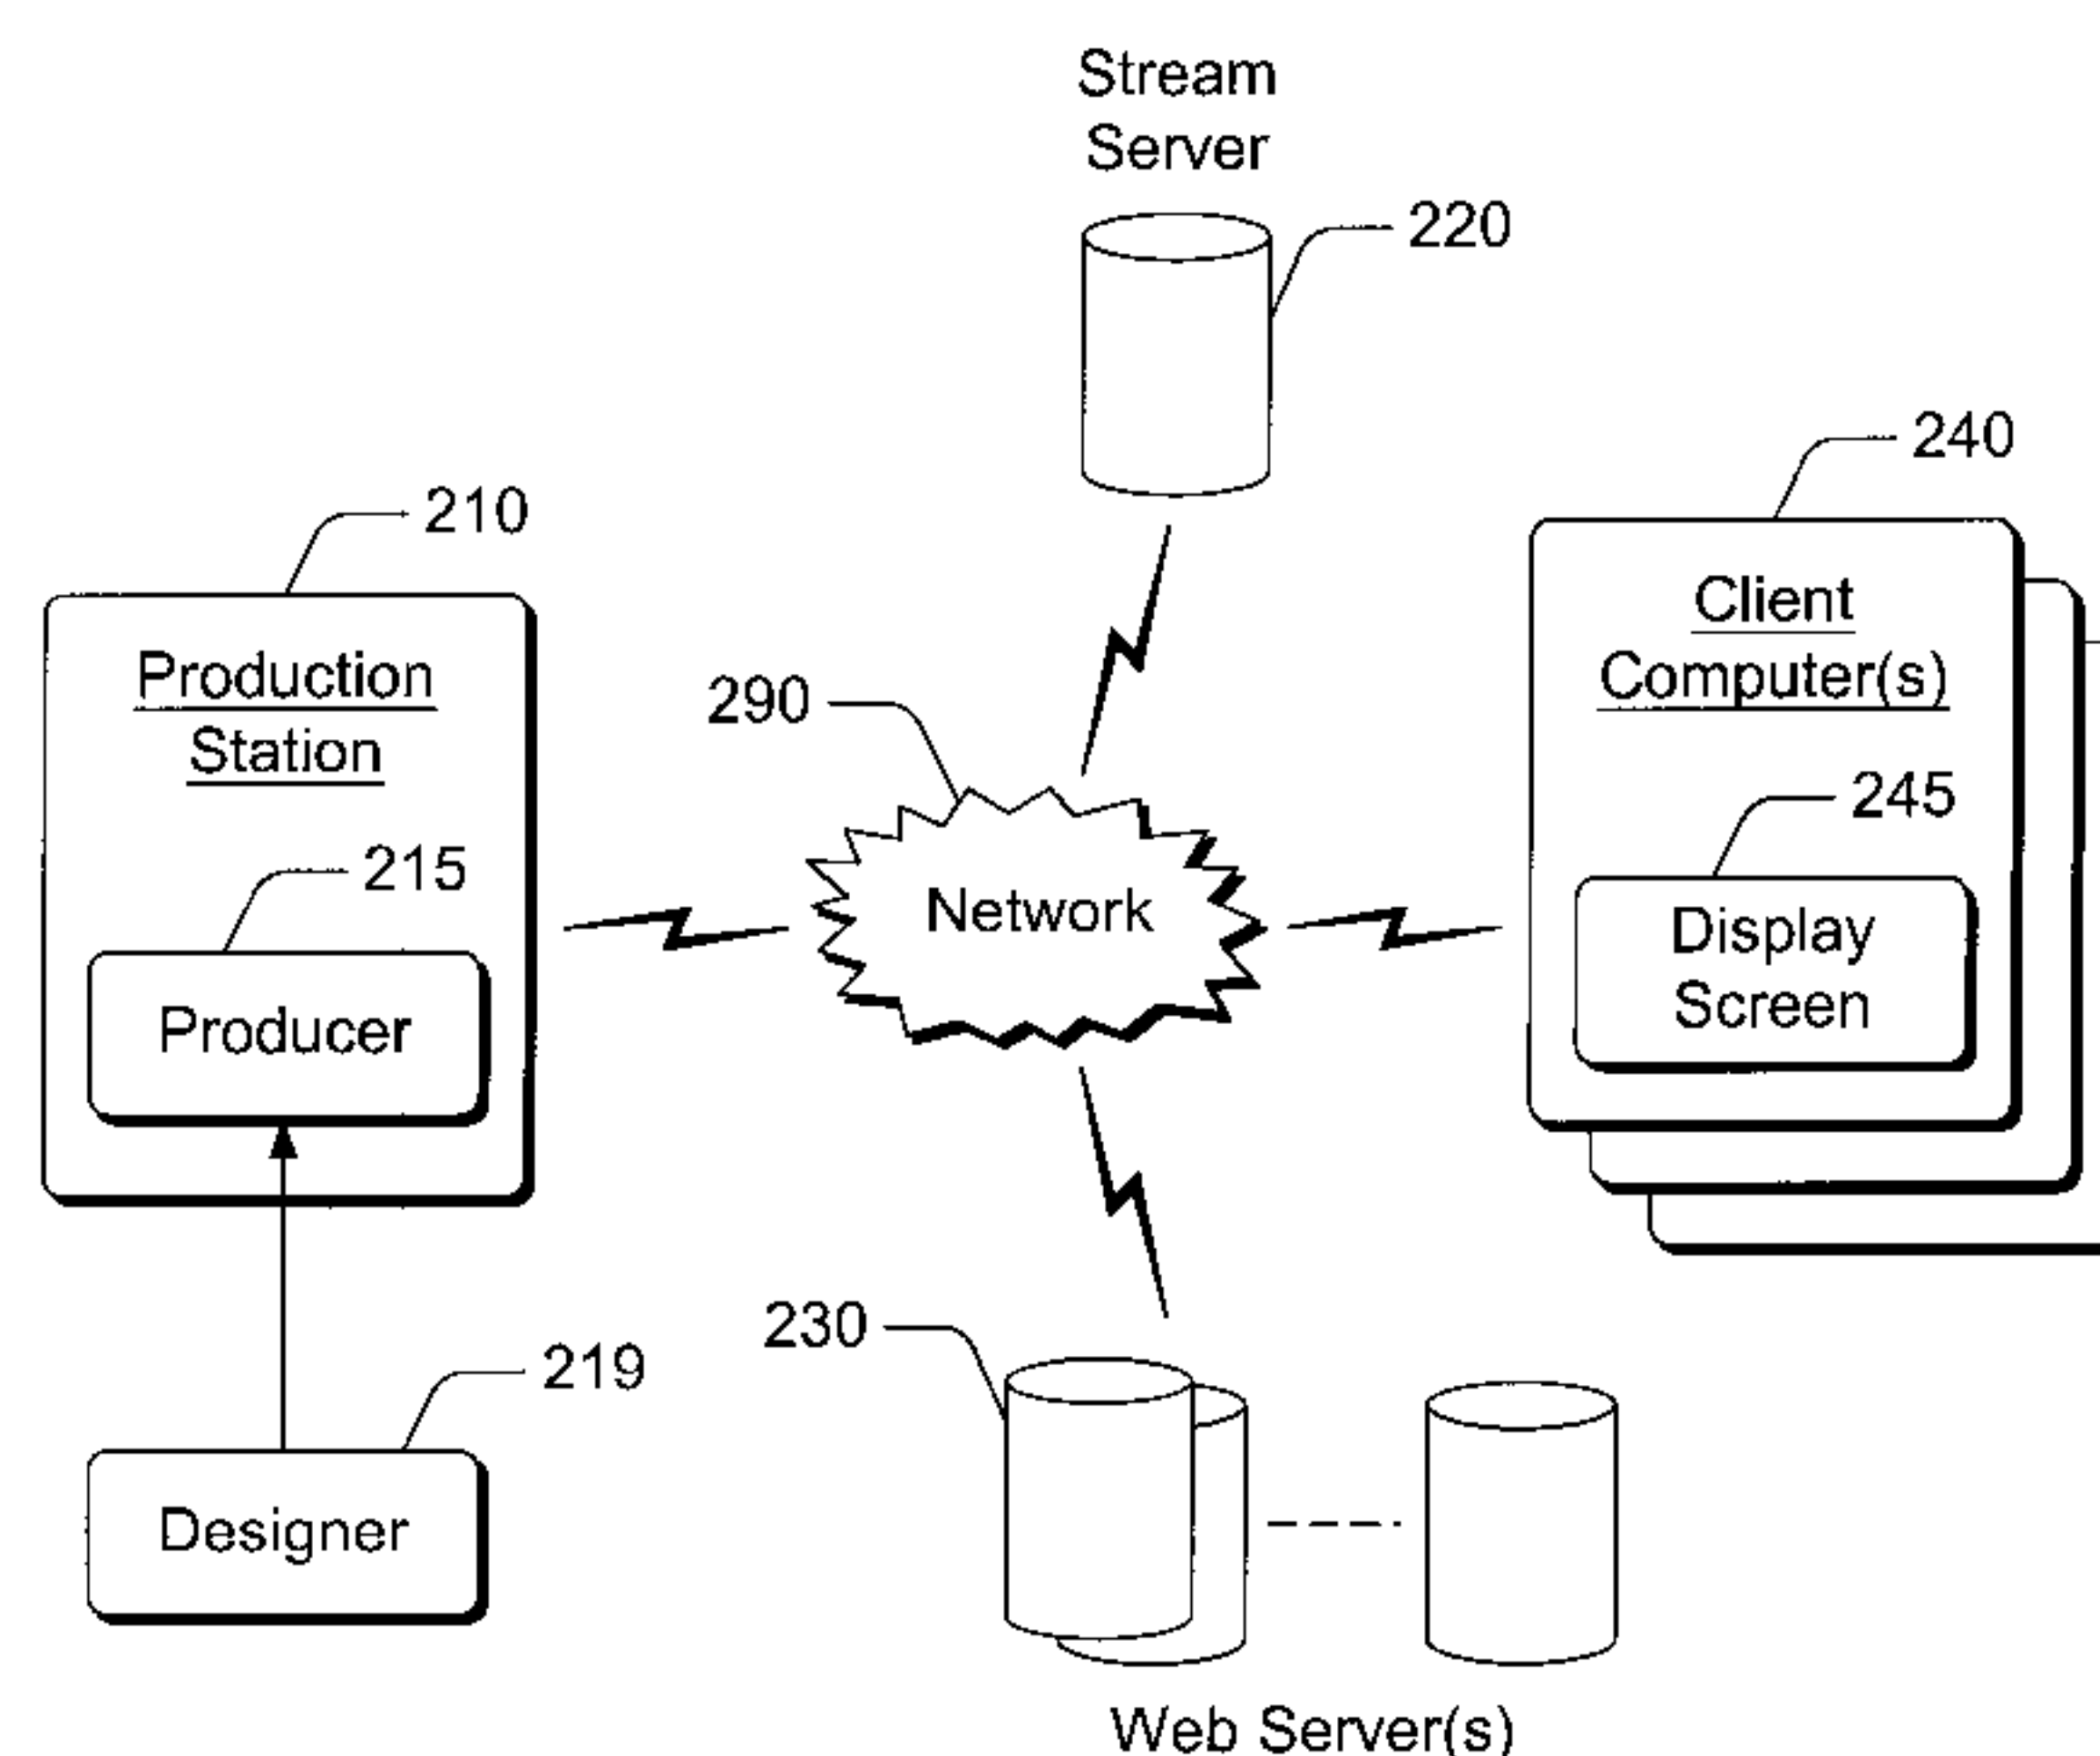 Stream
Server
220
240
210
Client
Computer(s)
Production
Station
290
245
215
Network
Display
Screen
Producer
230
219
Designer
Web Server(s)